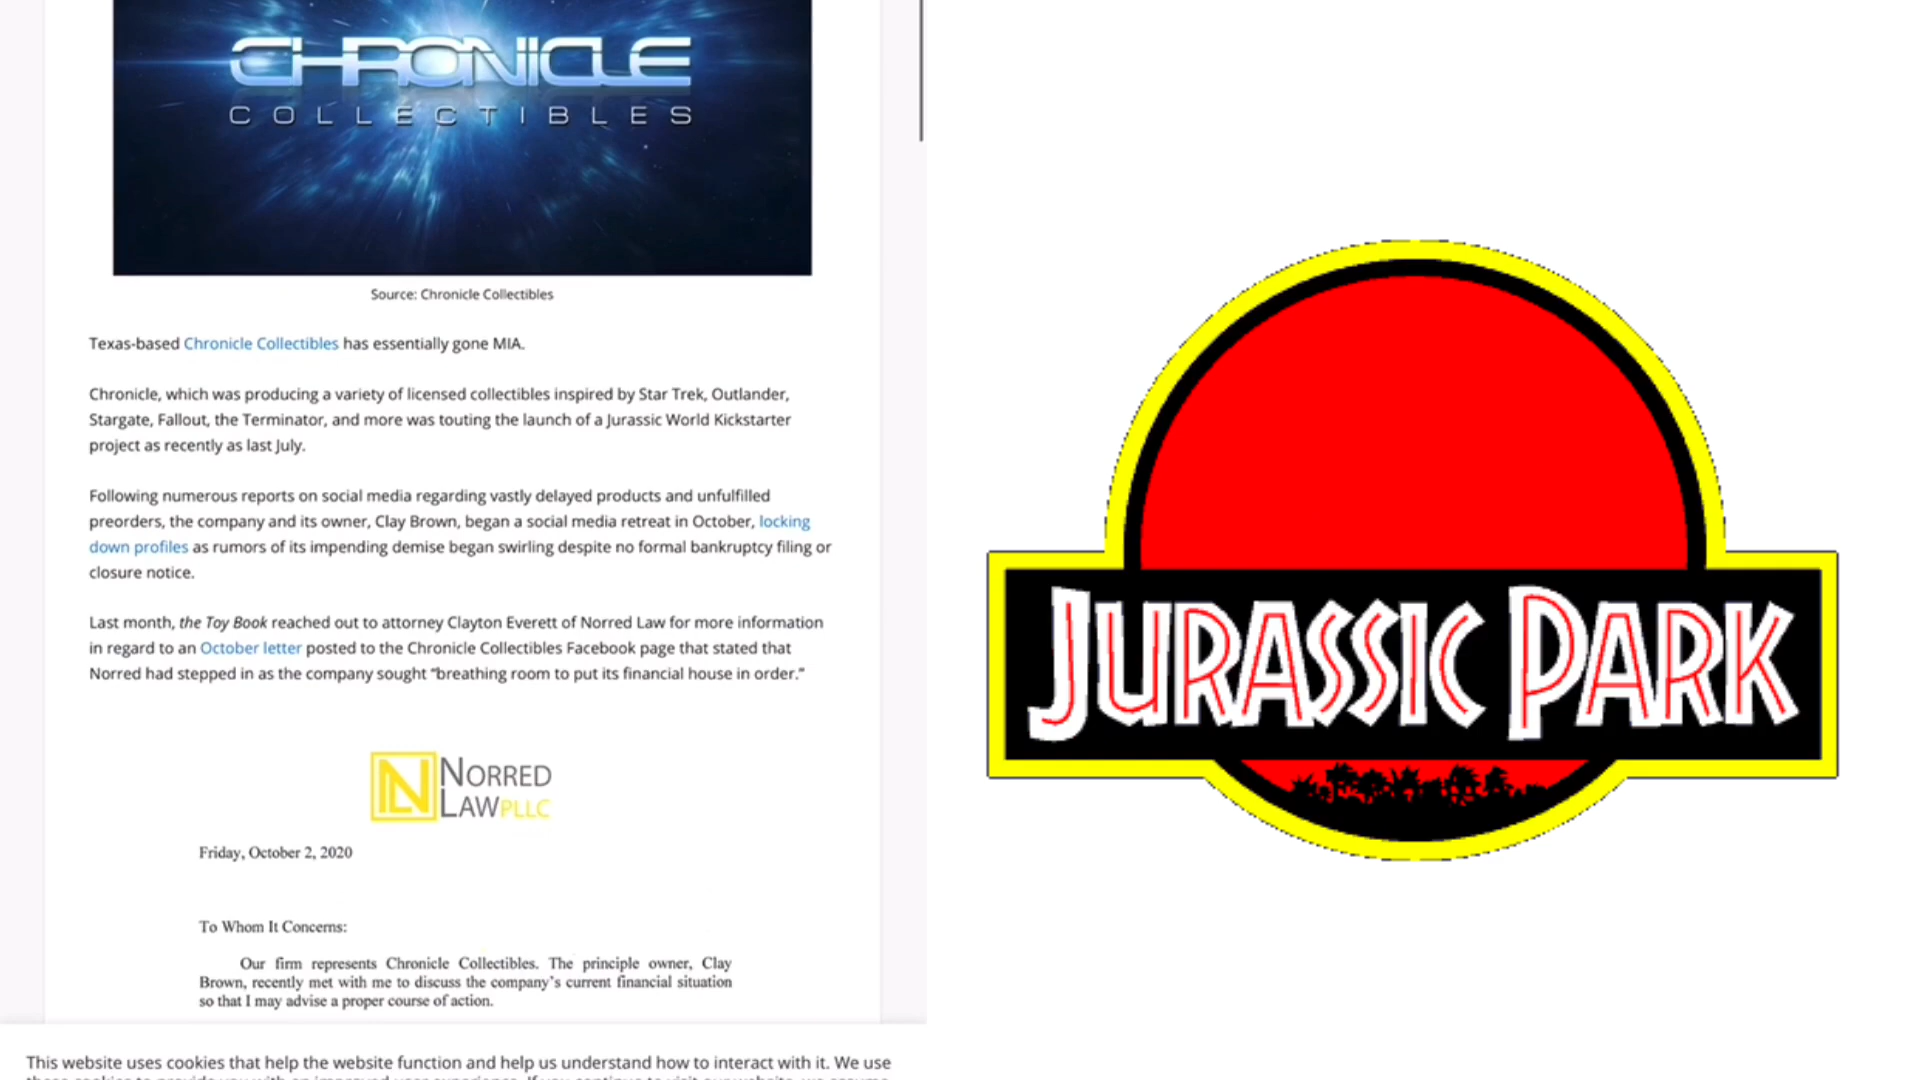 CHRONICLE
COLLECTIBLES
Source: Chronicle Collectibles
Texas-based Chronicle Collectibles has essentially gone MIA.
Chronicle, which was producing a variety of licensed collectibles inspired by Star Trek, Outlander,
Stargate, Fallout, the Terminator, and more was touting the launch of a Jurassic World Kickstarter
project as recently as last July.
Following numerous reports on social media regarding vastly delayed products and unfulfilled
preorders, the company and its owner, Clay Brown, began a social media retreat in October, locking
down profiles as rumors of its impending demise began swirling despite no formal bankruptcy filing or
closure notice.
Last month, the Toy Book reached out to attorney Clayton Everett of Norred Law for more information
in regard to an October letter posted to the Chronicle Collectibles Facebook page that stated that
Norred had stepped in as the company sought “breathing room to put its financial house in order.”
NORRED
LAW PLLC
Friday, October 2, 2020
To Whom It Concerns:
Our firm represents Chronicle Collectibles. The principle owner, Clay
Brown, recently met with me to discuss the company's current financial situation
so that I may advise a proper course of action.
This website uses cookies that help the website function and help us understand how to interact with it. We use
JURASSIC PARK